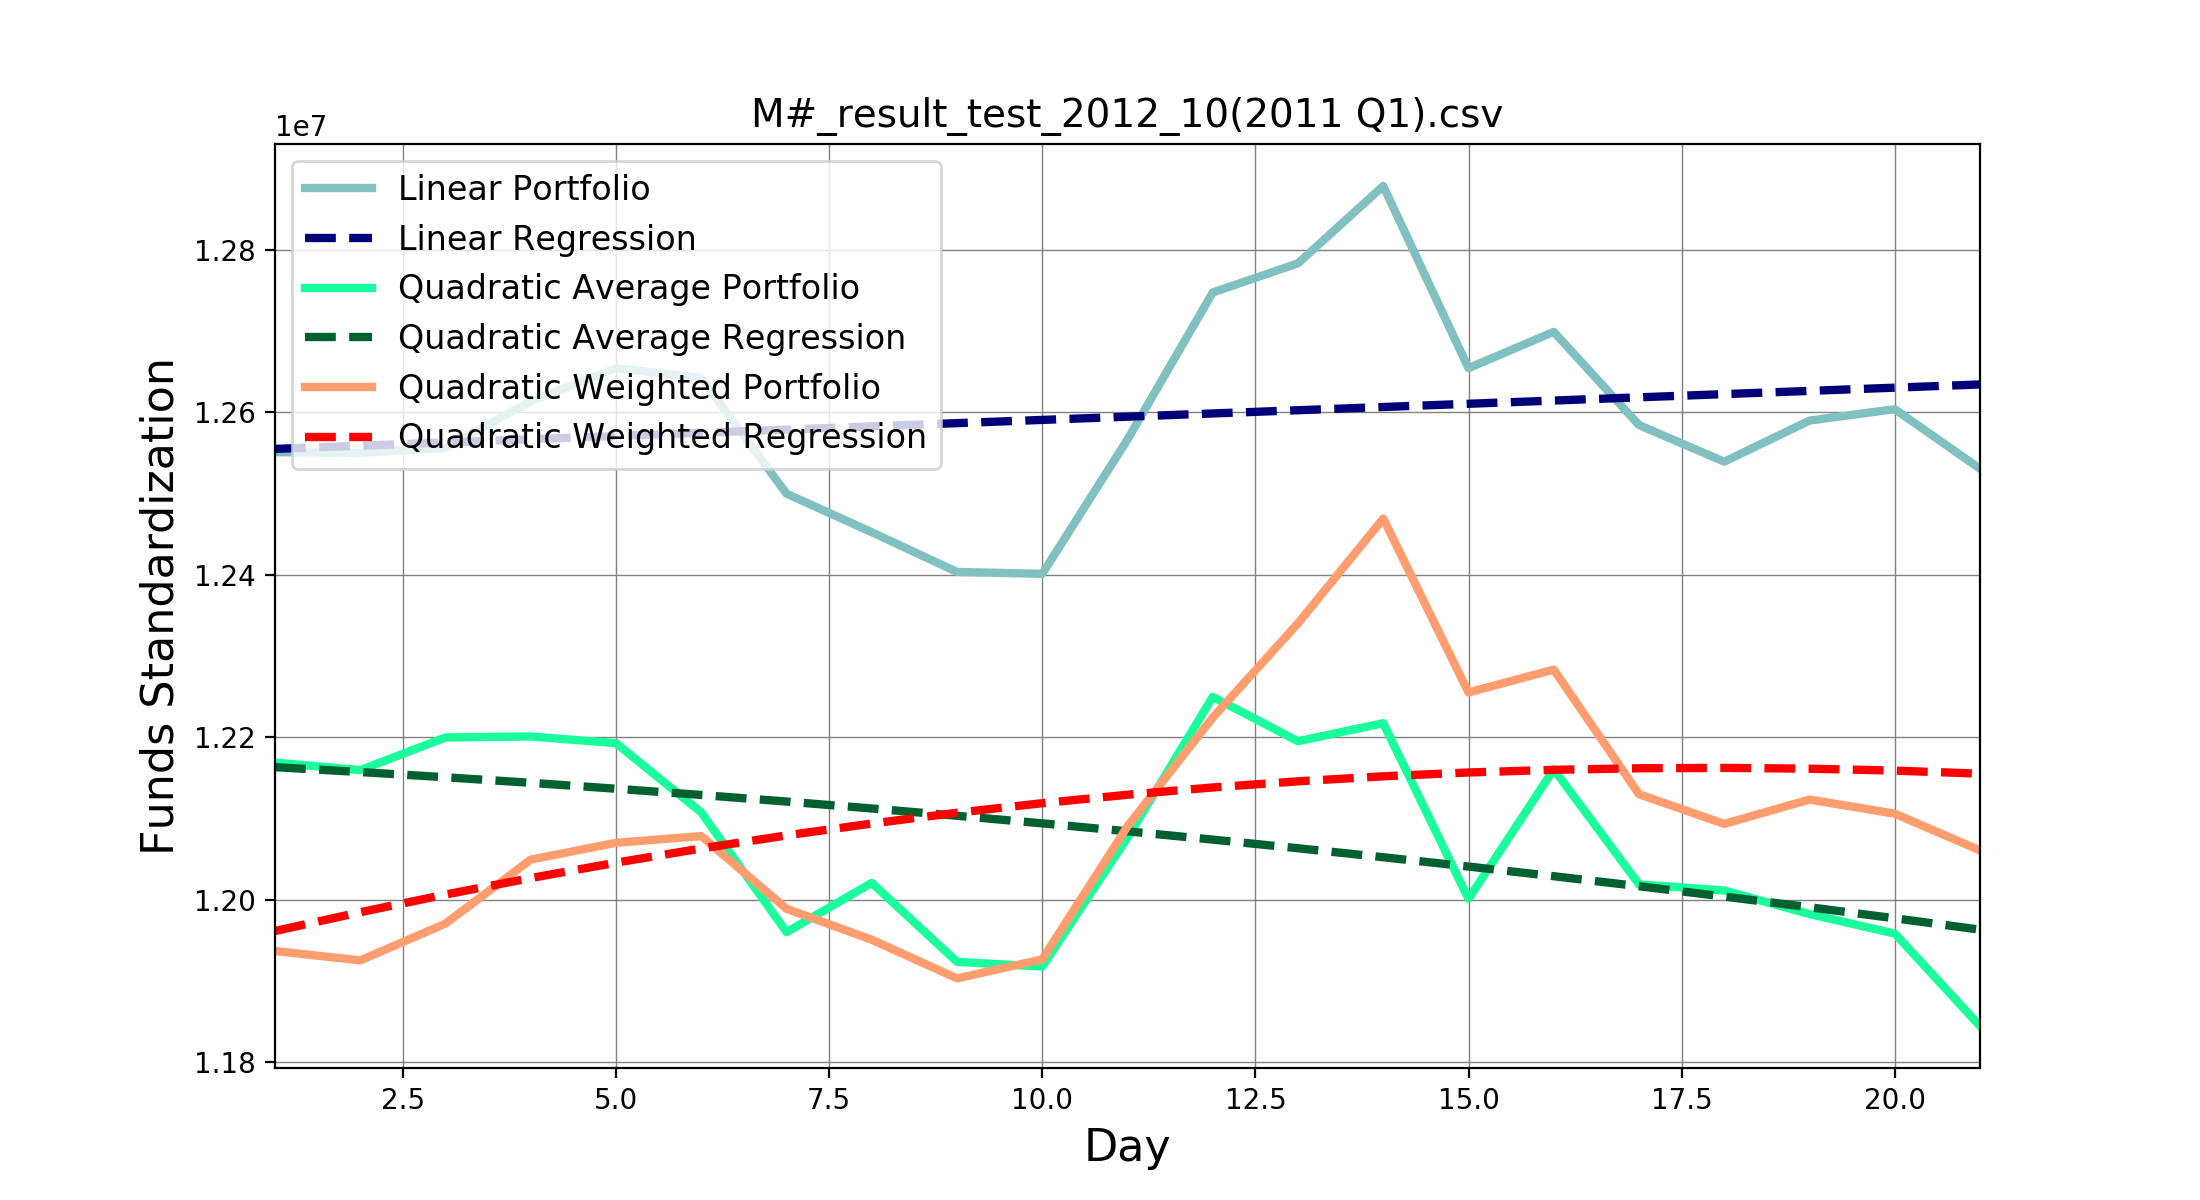 M#_result_test_2012_10(2011 Q1).csv
1e7
Linear Portfolio
Linear Regression
Quadratic Average Portfolio
Quadratic Average Regression
Quadratic Weighted Portfolio
Quadratic Weighted Regression
Funds Standardization
1.28
1.26
1.24
1.22
1.20
1.18
2.5 5.0 7.5 10.0 12.5 15.0 17.5 20.0
Day